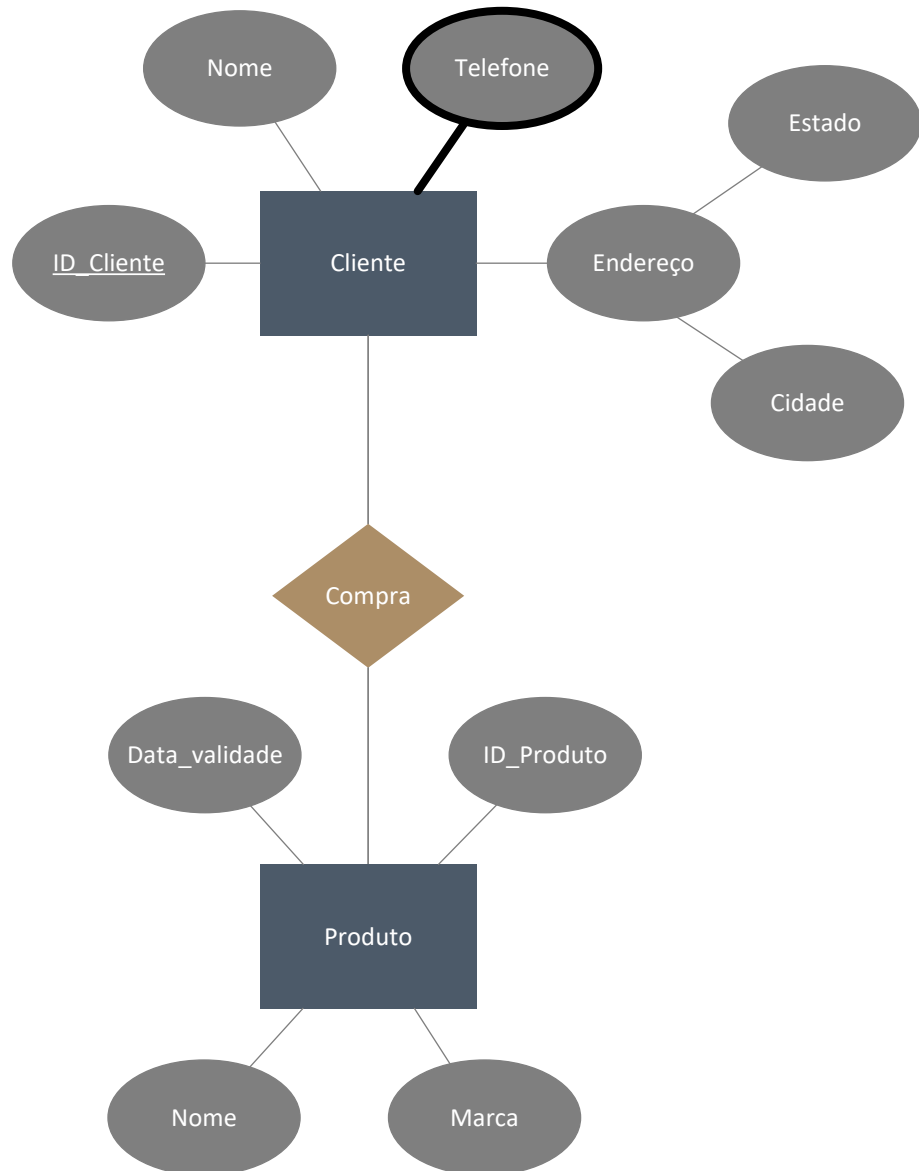 Nome
Telefone
Estado
ID_Cliente
Cliente
Endereço
Cidade
Compra
Data_validade
ID_Produto
Produto
Nome
Marca